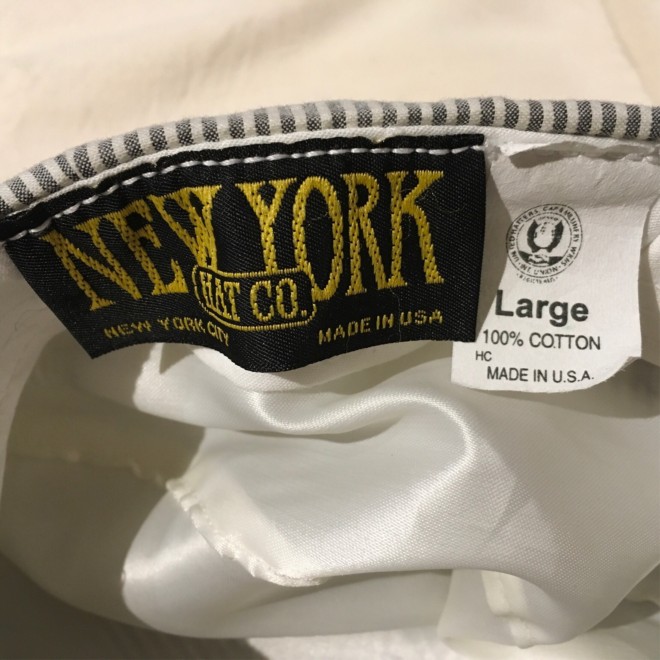 NEW YORK
HAT CO.
NEW YORK CITY MADE IN USA
Large
100% COTTON
HC
MADE IN U.S.A.